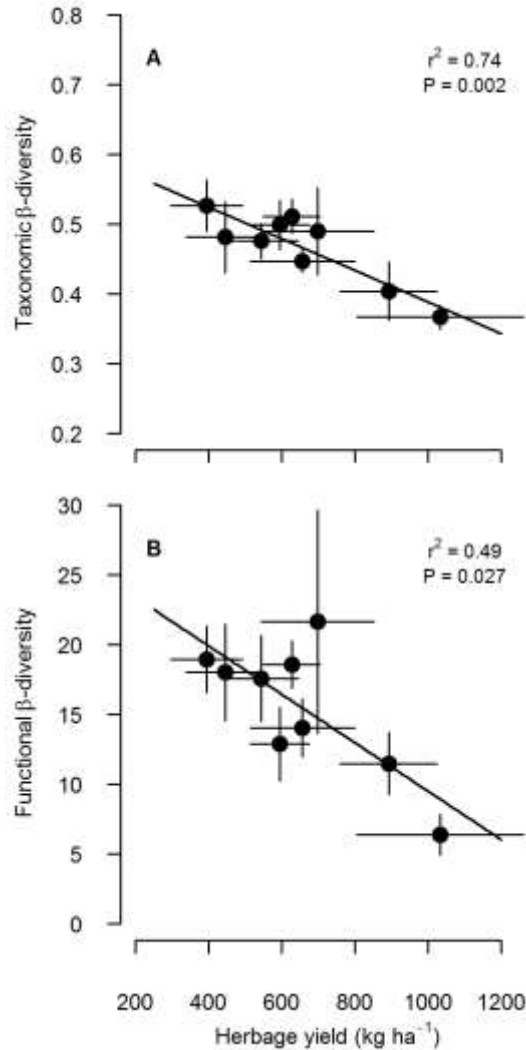 0.8
A
r² = 0.74
P = 0.002
0.7
0.6
0.5
0.4
0.3
0.2
Taxonomic β-diversity
30
B
r² = 0.49
P = 0.027
25
20
15
10
5
0
Functional β-diversity
200 400 600 800 1000 1200
Herbage yield (kg ha⁻¹)